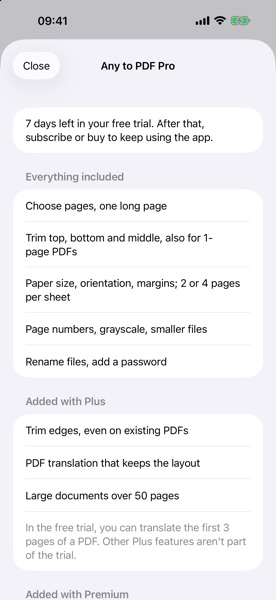 09:41
Close
Any to PDF Pro
7 days left in your free trial. After that,
subscribe or buy to keep using the app.
Everything included
Choose pages, one long page
Trim top, bottom and middle, also for 1-
page PDFs
Paper size, orientation, margins; 2 or 4 pages
per sheet
Page numbers, grayscale, smaller files
Rename files, add a password
Added with Plus
Trim edges, even on existing PDFs
PDF translation that keeps the layout
Large documents over 50 pages
In the free trial, you can translate the first 3
pages of a PDF. Other Plus features aren't part
of the trial.
Added with Premium